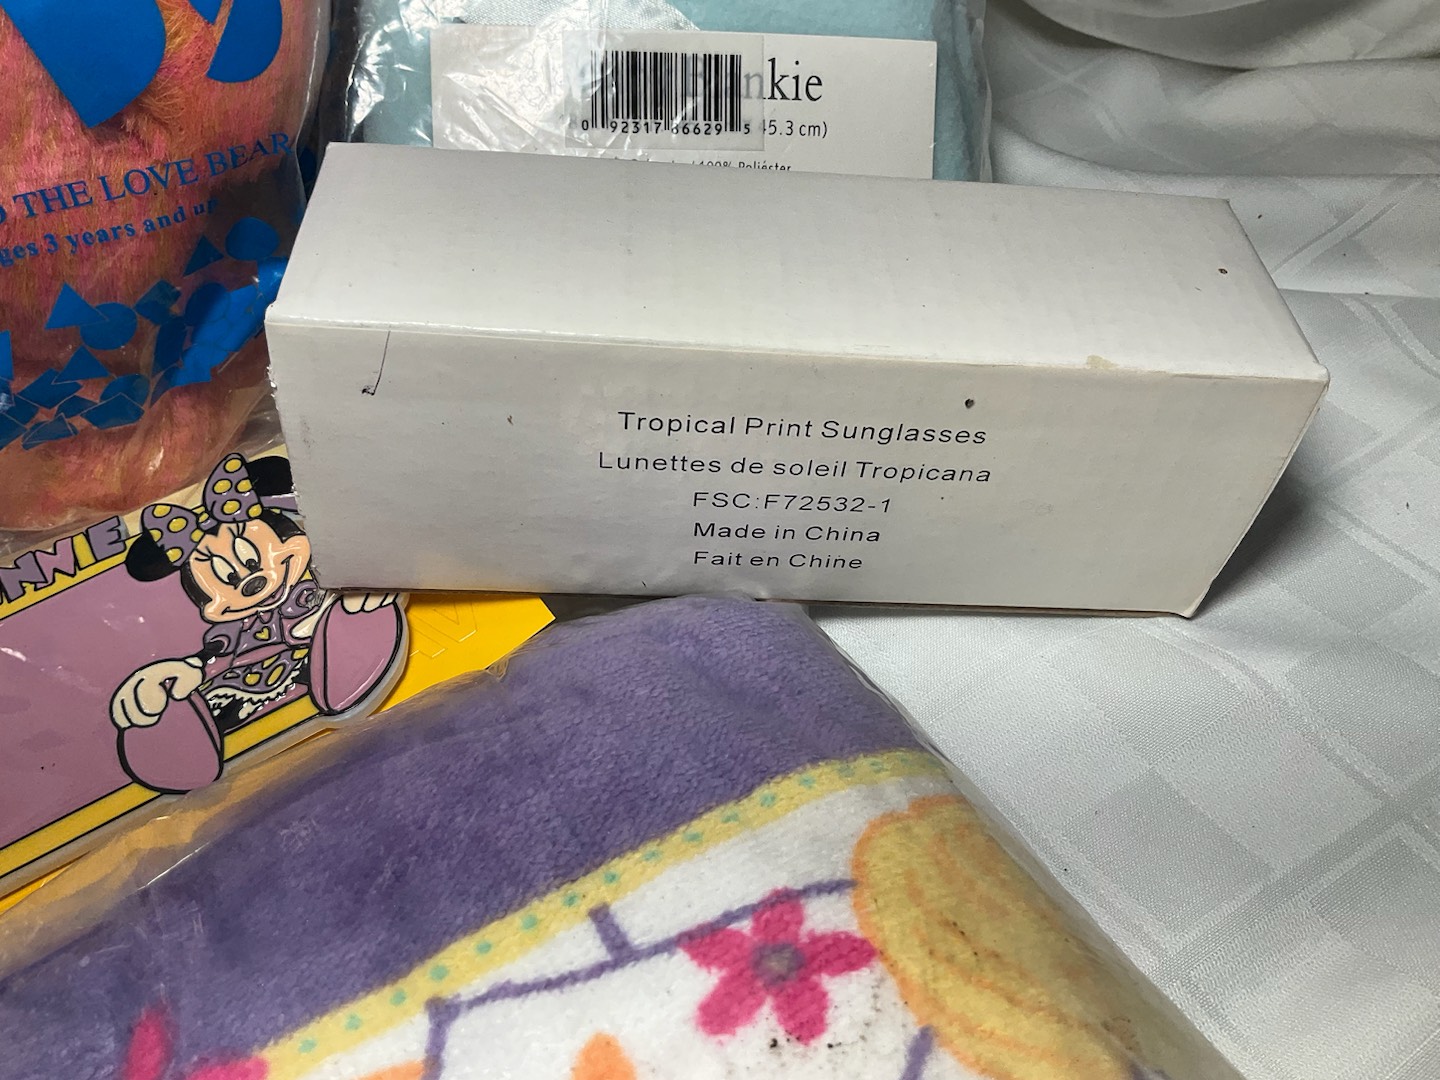 THE LOVE BEAR
ges 3 years and up
kie
0 92317 86629 5
45.3 cm)
100% Poliéster
Tropical Print Sunglasses
Lunettes de soleil Tropicana
FSC:F72532-1
Made in China
Fait en Chine
NNIE